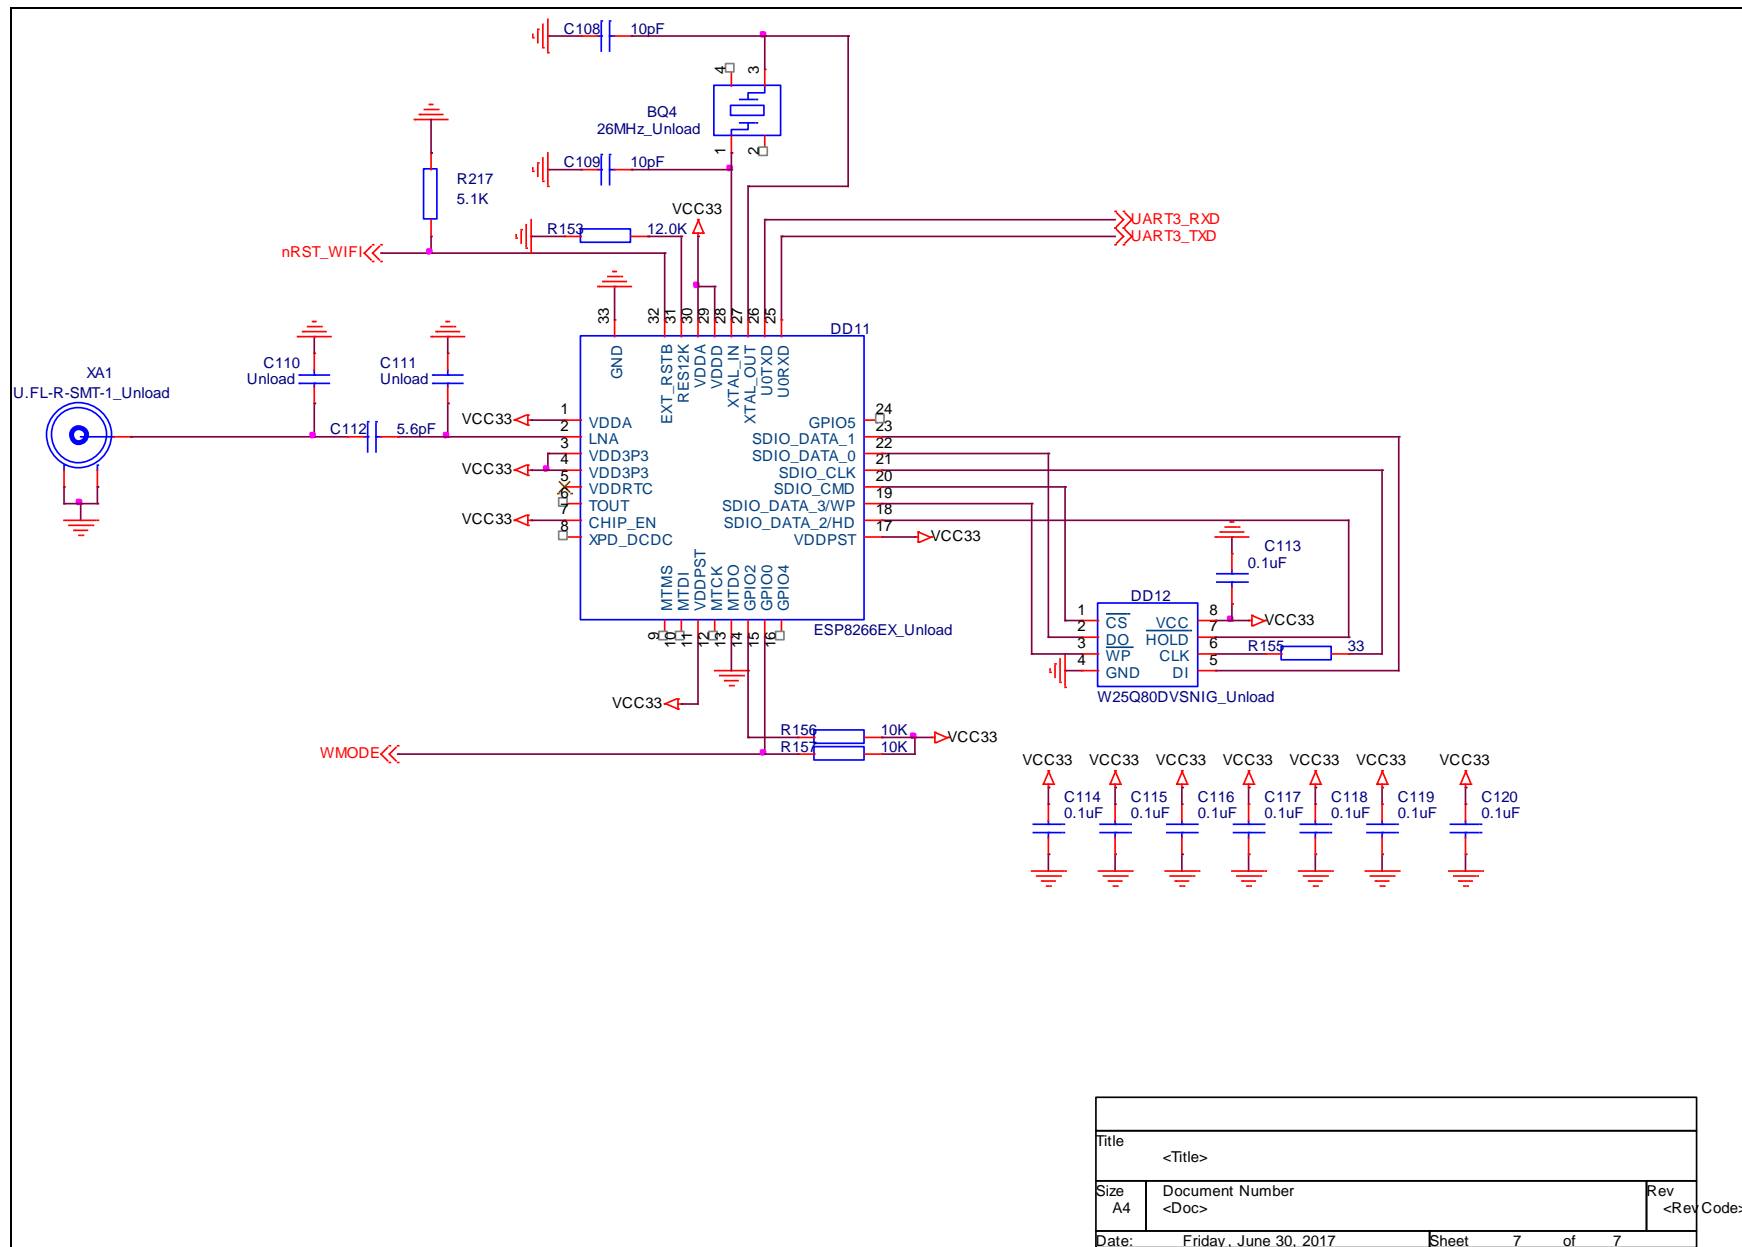 C108 10pF
4 3
BQ4
26MHz_Unload
1 2
C109 10pF
R217
5.1K
VCC33
R153 12.0K
UART3_RXD
UART3_TXD
nRST_WIFI
33 32 31 30 29 28 27 26 25
DD11
GND EXT_RSTB RES12K VDDA VDDD XTAL_IN XTAL_OUT U0TXD U0RXD
C110
Unload
C111
Unload
XA1
U.FL-R-SMT-1_Unload
C112 5.6pF
VCC33
1 VDDA
2 LNA
3 VDD3P3
VCC33
4 VDD3P3
5 VDDRTC
6 TOUT
VCC33
7 CHIP_EN
8 XPD_DCDC
24 GPIO5
23 SDIO_DATA_1
22 SDIO_DATA_0
21 SDIO_CLK
20 SDIO_CMD
19 SDIO_DATA_3/WP
18 SDIO_DATA_2/HD
17 VDDPST
VCC33
MTMS MTDI VDDPST MTCK MTDO GPIO2 GPIO0 GPIO4
9 10 11 12 13 14 15 16
ESP8266EX_Unload
C113
0.1uF
DD12
1 CS VCC 8
VCC33
2 DO HOLD 7
3 WP CLK 6
R155 33
4 GND DI 5
W25Q80DVSNIG_Unload
VCC33
R156 10K
VCC33
R157 10K
WMODE
VCC33 VCC33 VCC33 VCC33 VCC33 VCC33 VCC33
C114 C115 C116 C117 C118 C119 C120
0.1uF 0.1uF 0.1uF 0.1uF 0.1uF 0.1uF 0.1uF
Title
<Title>
Size Document Number Rev
A4 <Doc> <RevCode>
Date: Friday, June 30, 2017 Sheet 7 of 7